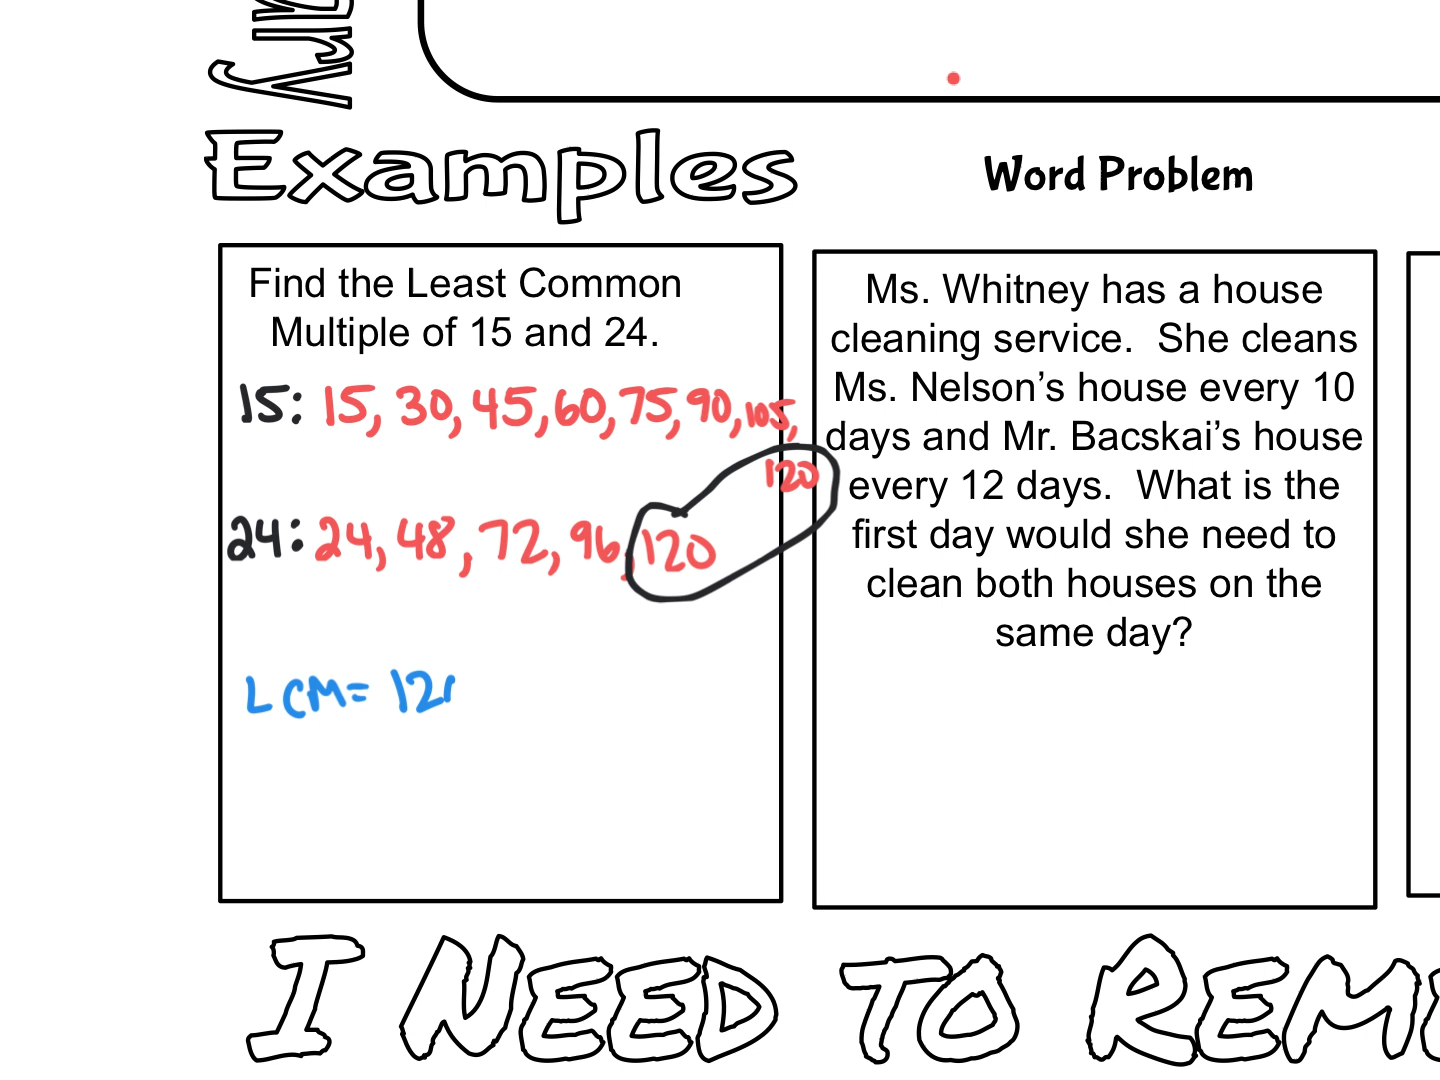 Examples
Word Problem
Find the Least Common
Multiple of 15 and 24.
15: 15, 30, 45, 60, 75, 90, 105,
120
24: 24, 48, 72, 96, 120
LCM = 12
Ms. Whitney has a house
cleaning service.  She cleans
Ms. Nelson’s house every 10
days and Mr. Bacskai’s house
every 12 days.  What is the
first day would she need to
clean both houses on the
same day?
I NEED TO REM